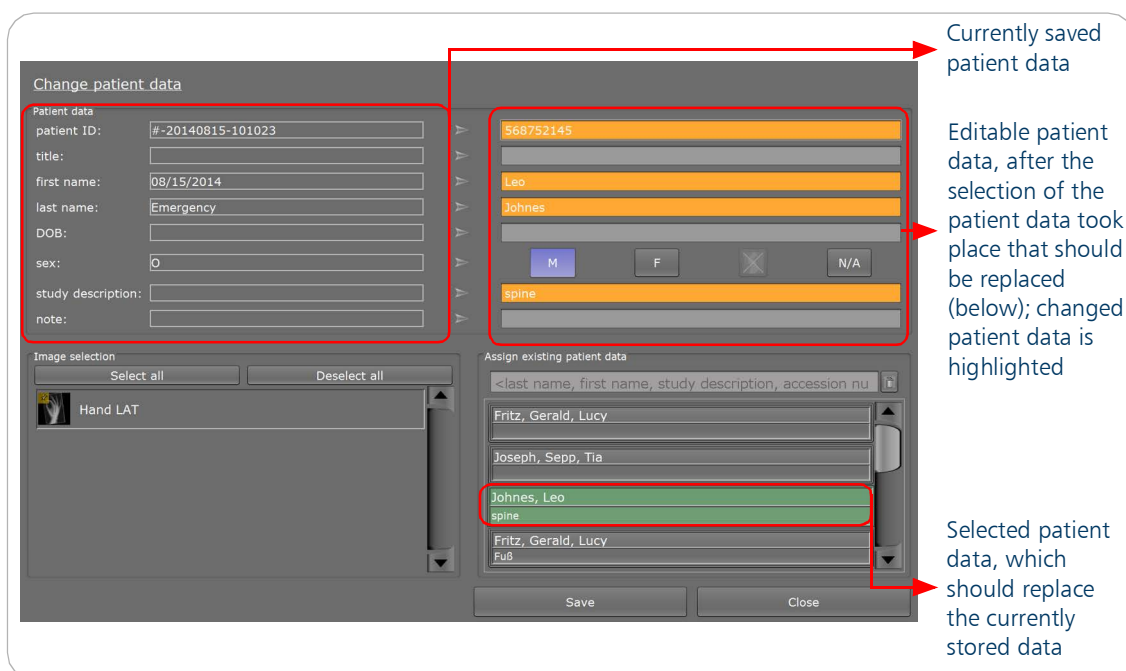 Currently saved
patient data
Change patient data
Patient data
patient ID: #-20140815-101023 568752145
title:
first name: 08/15/2014 Leo
last name: Emergency Johnes
DOB:
sex: O M F X N/A
study description: spine
note:
Editable patient
data, after the
selection of the
patient data took
place that should
be replaced
(below); changed
patient data is
highlighted
Image selection
Select all Deselect all
Hand LAT
Assign existing patient data
<last name, first name, study description, accession nu
Fritz, Gerald, Lucy
Joseph, Sepp, Tia
Johnes, Leo
spine
Fritz, Gerald, Lucy
Fuß
Save Close
Selected patient
data, which
should replace
the currently
stored data